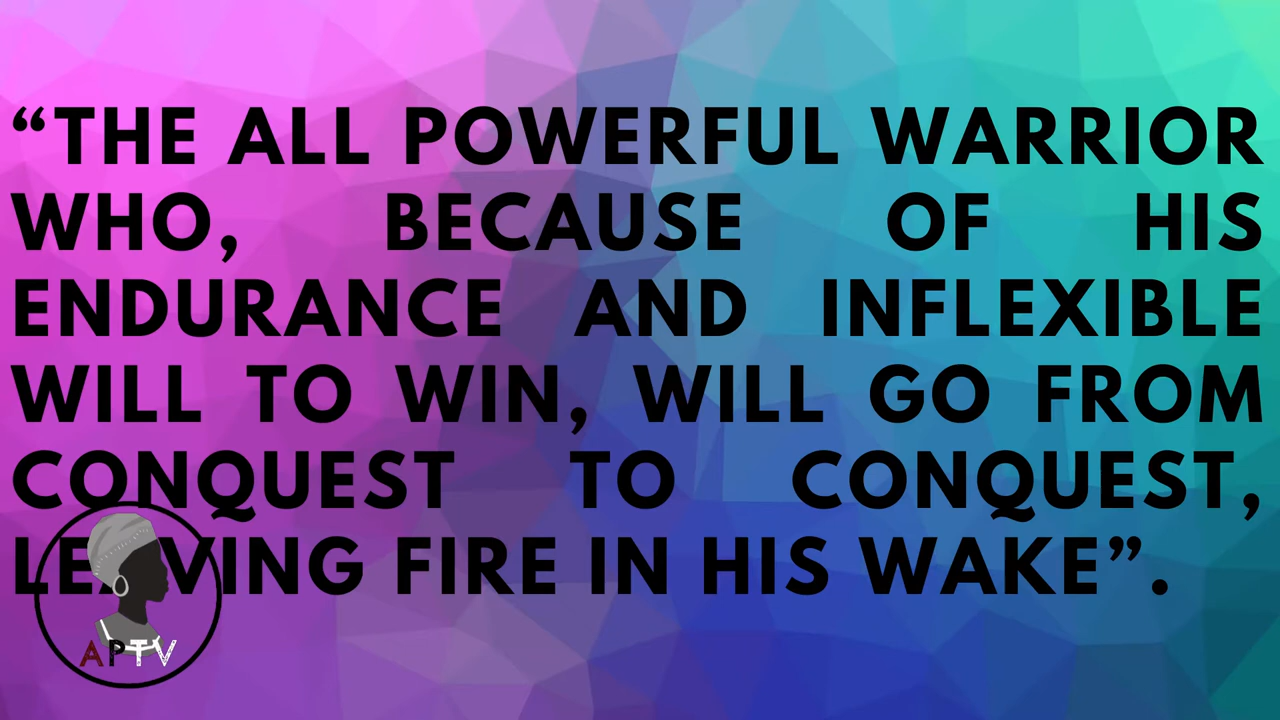 “THE ALL POWERFUL WARRIOR
WHO, BECAUSE OF HIS
ENDURANCE AND INFLEXIBLE
WILL TO WIN, WILL GO FROM
CONQUEST TO CONQUEST,
LEAVING FIRE IN HIS WAKE”.
APTV